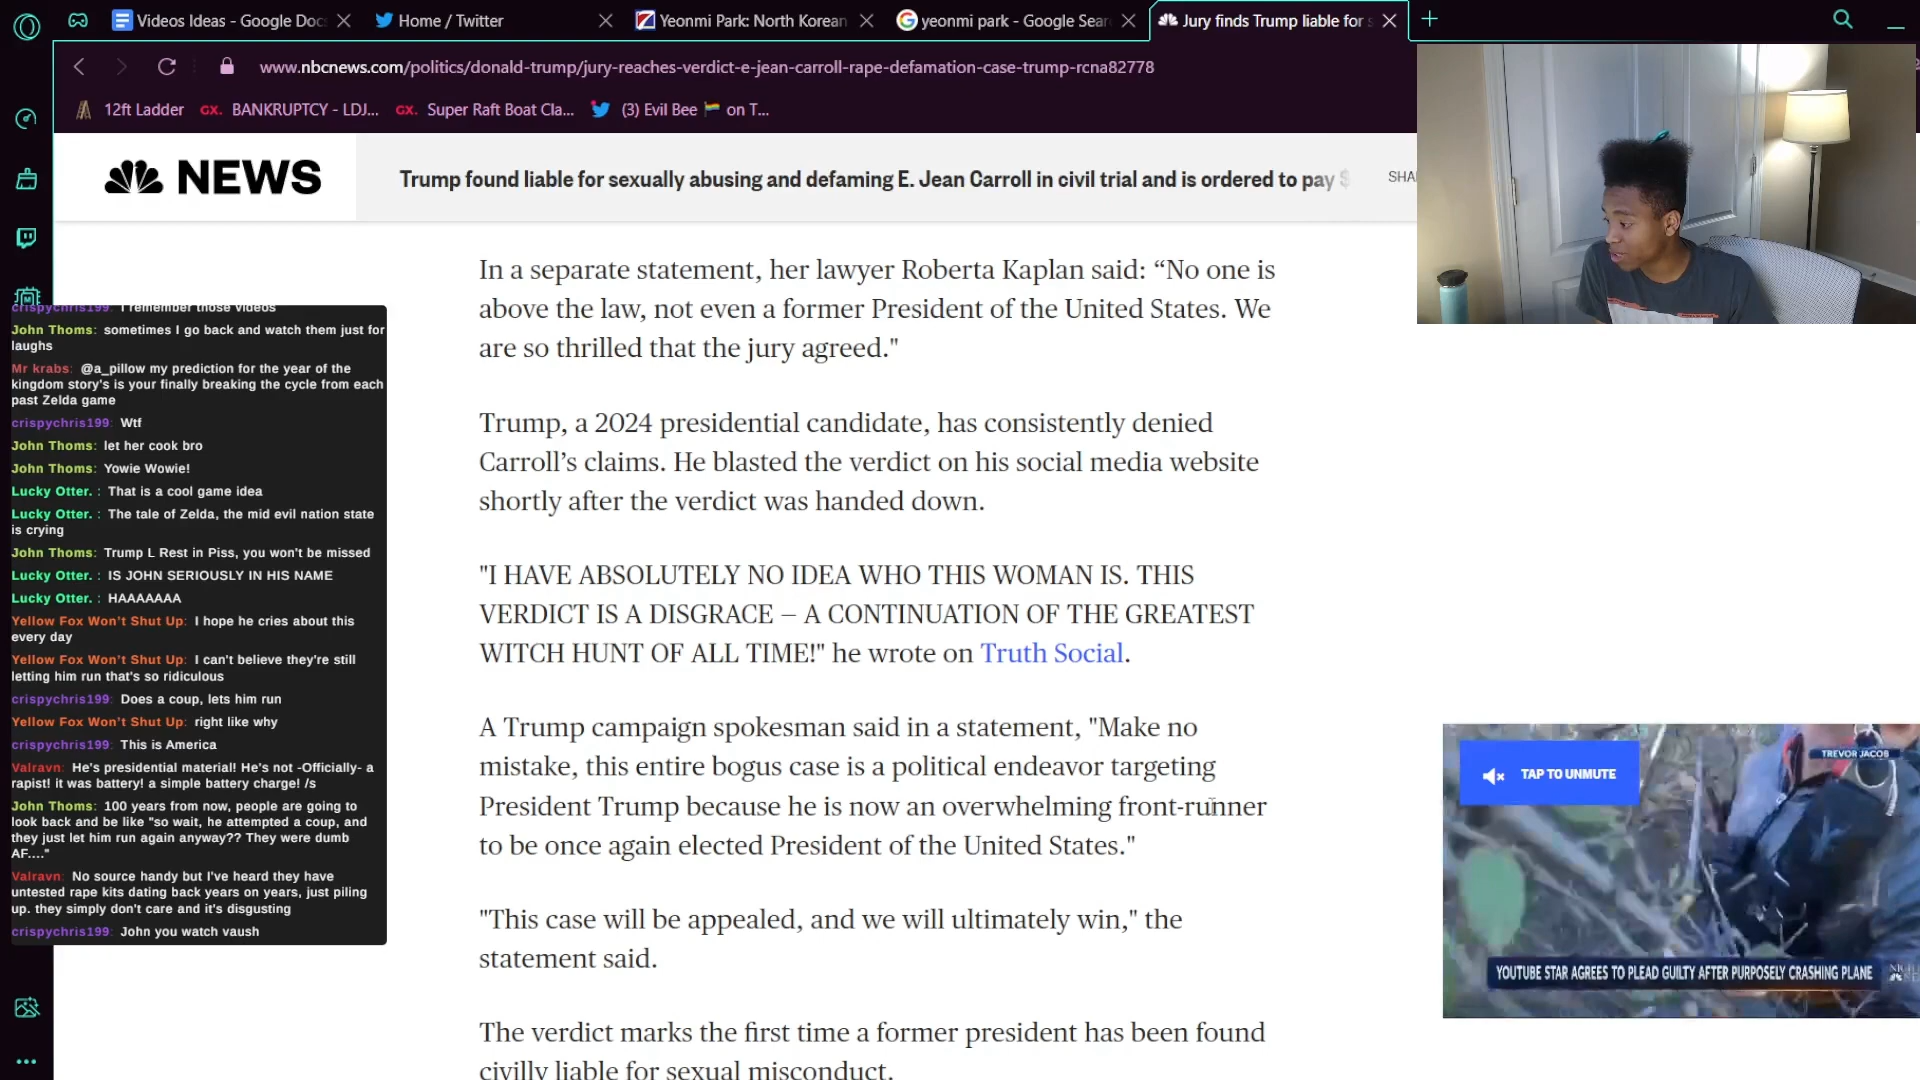 Videos Ideas - Google Doc
Home / Twitter
Yeonmi Park: North Korean
yeonmi park - Google Sear
Jury finds Trump liable for s
www.nbcnews.com/politics/donald-trump/jury-reaches-verdict-e-jean-carroll-rape-defamation-case-trump-rcna82778
12ft Ladder
GX. BANKRUPTCY - LDJ...
GX. Super Raft Boat Cla...
(3) Evil Bee 🏳️‍🌈 on T...
NEWS
Trump found liable for sexually abusing and defaming E. Jean Carroll in civil trial and is ordered to pay $
SHA
In a separate statement, her lawyer Roberta Kaplan said: “No one is
above the law, not even a former President of the United States. We
are so thrilled that the jury agreed."
Trump, a 2024 presidential candidate, has consistently denied
Carroll’s claims. He blasted the verdict on his social media website
shortly after the verdict was handed down.
"I HAVE ABSOLUTELY NO IDEA WHO THIS WOMAN IS. THIS
VERDICT IS A DISGRACE – A CONTINUATION OF THE GREATEST
WITCH HUNT OF ALL TIME!" he wrote on Truth Social.
A Trump campaign spokesman said in a statement, "Make no
mistake, this entire bogus case is a political endeavor targeting
President Trump because he is now an overwhelming front-runner
to be once again elected President of the United States."
"This case will be appealed, and we will ultimately win," the
statement said.
The verdict marks the first time a former president has been found
civilly liable for sexual misconduct.
crispychris199: I remember those videos
John Thoms: sometimes I go back and watch them just for
laughs
Mr krabs: @a_pillow my prediction for the year of the
kingdom story's is your finally breaking the cycle from each
past Zelda game
crispychris199: Wtf
John Thoms: let her cook bro
John Thoms: Yowie Wowie!
Lucky Otter. : That is a cool game idea
Lucky Otter. : The tale of Zelda, the mid evil nation state
is crying
John Thoms: Trump L Rest in Piss, you won't be missed
Lucky Otter. : IS JOHN SERIOUSLY IN HIS NAME
Lucky Otter. : HAAAAAAA
Yellow Fox Won't Shut Up: I hope he cries about this
every day
Yellow Fox Won't Shut Up: I can't believe they're still
letting him run that's so ridiculous
crispychris199: Does a coup, lets him run
Yellow Fox Won't Shut Up: right like why
crispychris199: This is America
Valravn: He's presidential material! He's not -Officially- a
rapist! it was battery! a simple battery charge! /s
John Thoms: 100 years from now, people are going to
look back and be like "so wait, he attempted a coup, and
they just let him run again anyway?? They were dumb
AF...."
Valravn: No source handy but I've heard they have
untested rape kits dating back years on years, just piling
up. they simply don't care and it's disgusting
crispychris199: John you watch vaush
TREVOR JACOB
TAP TO UNMUTE
YOUTUBE STAR AGREES TO PLEAD GUILTY AFTER PURPOSELY CRASHING PLANE